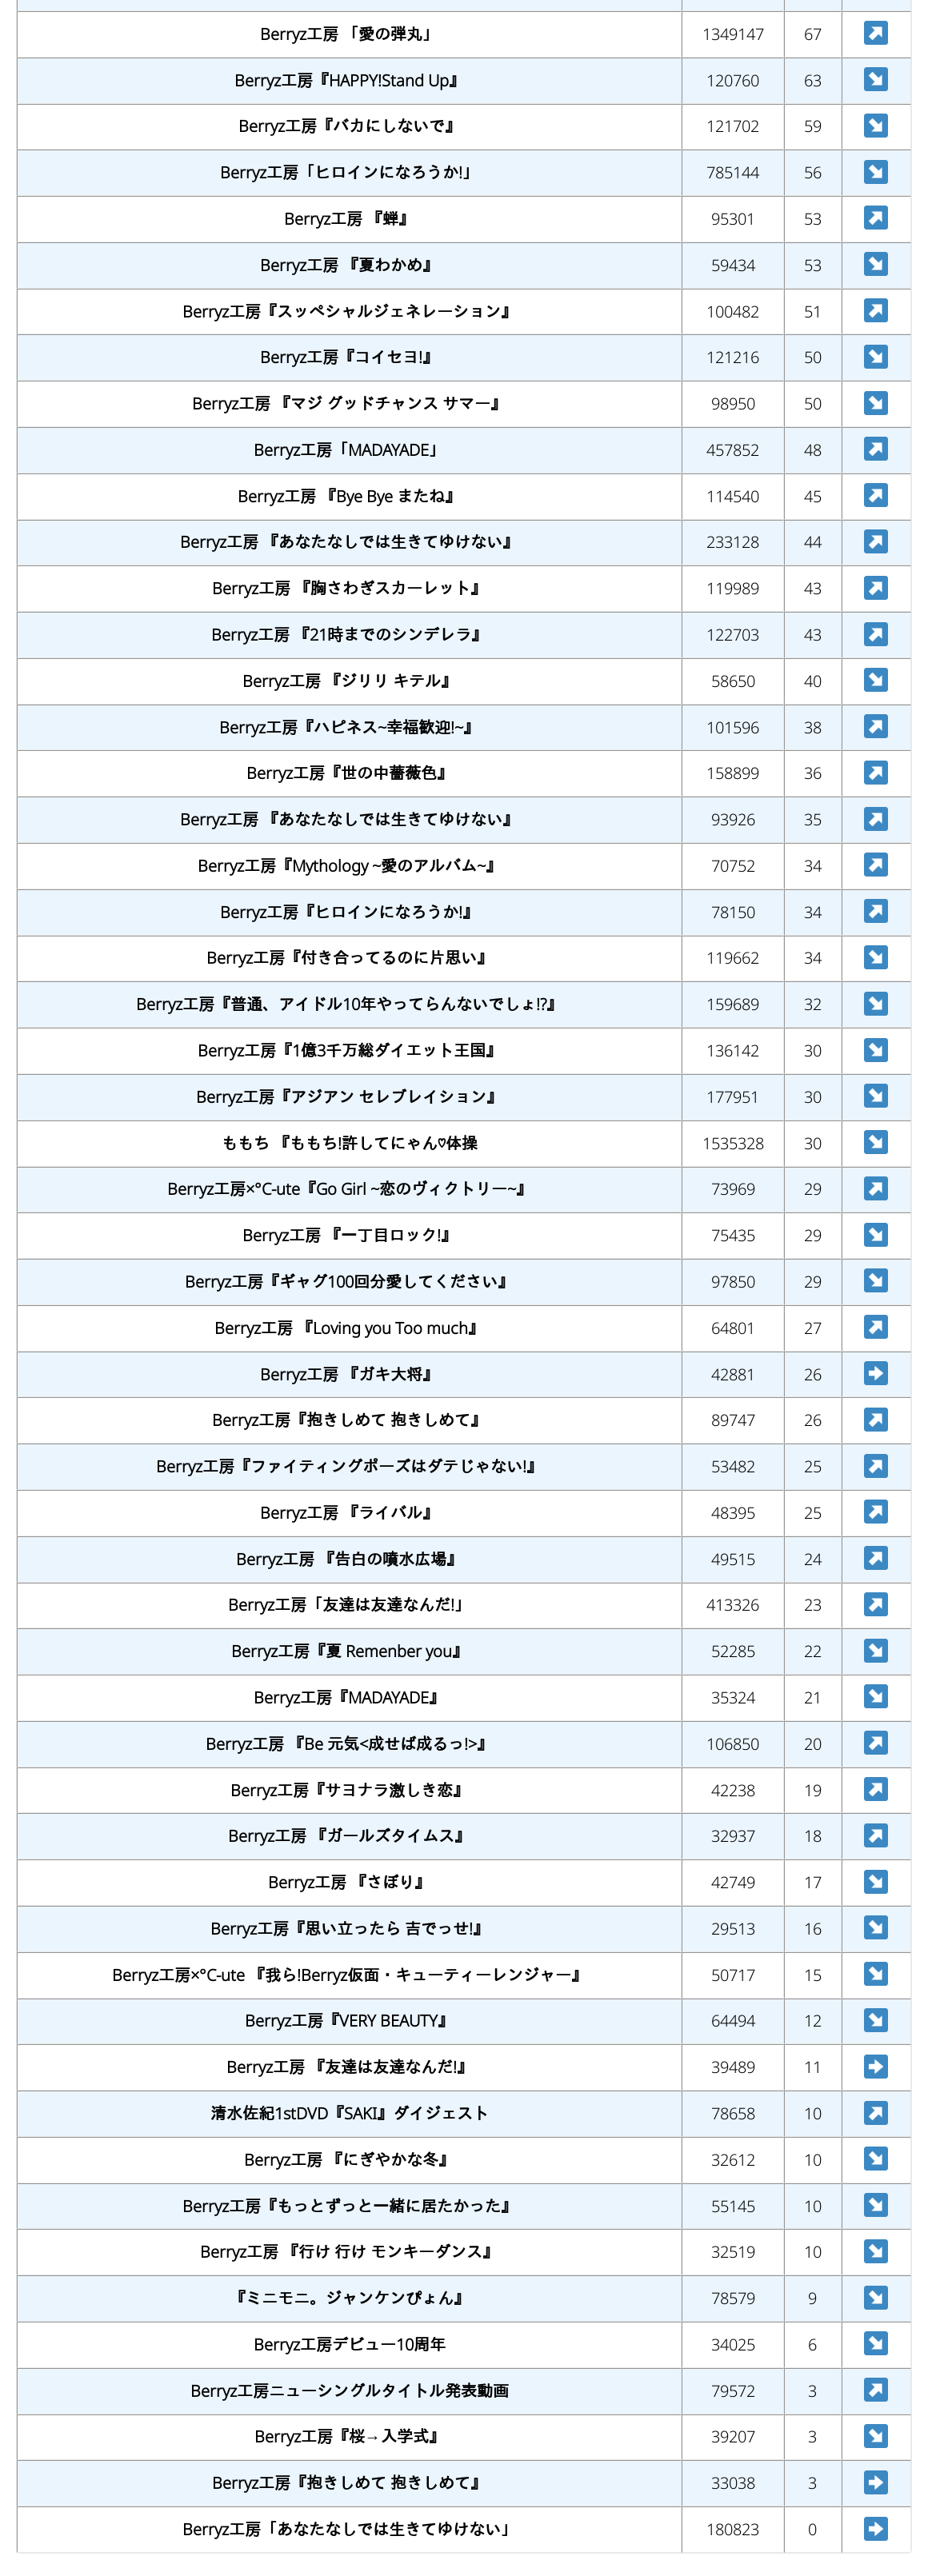 Berryz工房 「愛の弾丸」 1349147 67 ↗
Berryz工房『HAPPY!Stand Up』 120760 63 ↘
Berryz工房『バカにしないで』 121702 59 ↘
Berryz工房「ヒロインになろうか!」 785144 56 ↘
Berryz工房 『蝉』 95301 53 ↗
Berryz工房 『夏わかめ』 59434 53 ↘
Berryz工房『スッペシャルジェネレーション』 100482 51 ↗
Berryz工房『コイセヨ!』 121216 50 ↘
Berryz工房 『マジ グッドチャンス サマー』 98950 50 ↘
Berryz工房「MADAYADE」 457852 48 ↗
Berryz工房 『Bye Bye またね』 114540 45 ↗
Berryz工房 『あなたなしでは生きてゆけない』 233128 44 ↗
Berryz工房 『胸さわぎスカーレット』 119989 43 ↗
Berryz工房 『21時までのシンデレラ』 122703 43 ↗
Berryz工房 『ジリリ キテル』 58650 40 ↘
Berryz工房『ハピネス~幸福歓迎!~』 101596 38 ↗
Berryz工房『世の中薔薇色』 158899 36 ↗
Berryz工房 『あなたなしでは生きてゆけない』 93926 35 ↗
Berryz工房『Mythology ~愛のアルバム~』 70752 34 ↗
Berryz工房『ヒロインになろうか!』 78150 34 ↗
Berryz工房『付き合ってるのに片思い』 119662 34 ↘
Berryz工房『普通、アイドル10年やってらんないでしょ!?』 159689 32 ↘
Berryz工房『1億3千万総ダイエット王国』 136142 30 ↘
Berryz工房『アジアン セレブレイション』 177951 30 ↘
ももち 『ももち!許してにゃん♡体操 1535328 30 ↘
Berryz工房×°C-ute『Go Girl ~恋のヴィクトリー~』 73969 29 ↗
Berryz工房 『一丁目ロック!』 75435 29 ↘
Berryz工房『ギャグ100回分愛してください』 97850 29 ↘
Berryz工房 『Loving you Too much』 64801 27 ↗
Berryz工房 『ガキ大将』 42881 26 →
Berryz工房『抱きしめて 抱きしめて』 89747 26 ↗
Berryz工房『ファイティングポーズはダテじゃない!』 53482 25 ↗
Berryz工房 『ライバル』 48395 25 ↗
Berryz工房 『告白の噴水広場』 49515 24 ↗
Berryz工房「友達は友達なんだ!」 413326 23 ↗
Berryz工房『夏 Remenber you』 52285 22 ↘
Berryz工房『MADAYADE』 35324 21 ↘
Berryz工房 『Be 元気<成せば成るっ!>』 106850 20 ↗
Berryz工房『サヨナラ激しき恋』 42238 19 ↗
Berryz工房 『ガールズタイムス』 32937 18 ↗
Berryz工房 『さぼり』 42749 17 ↘
Berryz工房『思い立ったら 吉でっせ!』 29513 16 ↘
Berryz工房×°C-ute 『我ら!Berryz仮面・キューティーレンジャー』 50717 15 ↘
Berryz工房『VERY BEAUTY』 64494 12 ↘
Berryz工房 『友達は友達なんだ!』 39489 11 →
清水佐紀1stDVD『SAKI』ダイジェスト 78658 10 ↗
Berryz工房 『にぎやかな冬』 32612 10 ↘
Berryz工房『もっとずっと一緒に居たかった』 55145 10 ↘
Berryz工房 『行け 行け モンキーダンス』 32519 10 ↘
『ミニモニ。ジャンケンぴょん』 78579 9 ↘
Berryz工房デビュー10周年 34025 6 ↘
Berryz工房ニューシングルタイトル発表動画 79572 3 ↗
Berryz工房『桜→入学式』 39207 3 ↘
Berryz工房『抱きしめて 抱きしめて』 33038 3 →
Berryz工房「あなたなしでは生きてゆけない」 180823 0 →